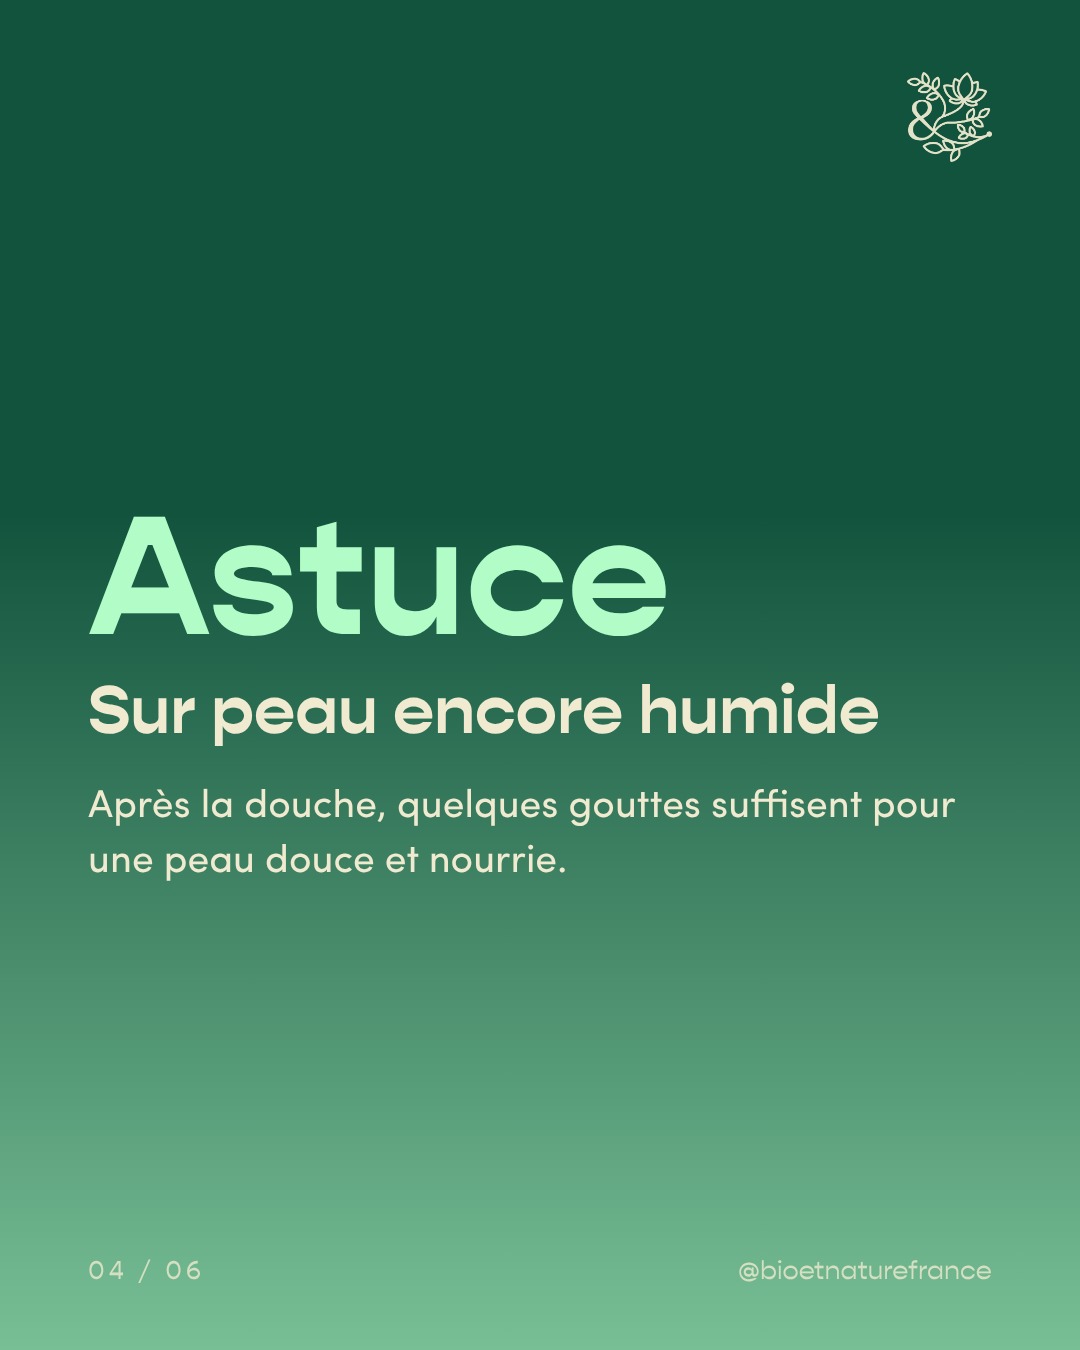 &
Astuce
Sur peau encore humide
Après la douche, quelques gouttes suffisent pour
une peau douce et nourrie.
04 / 06
@bioetnaturefrance